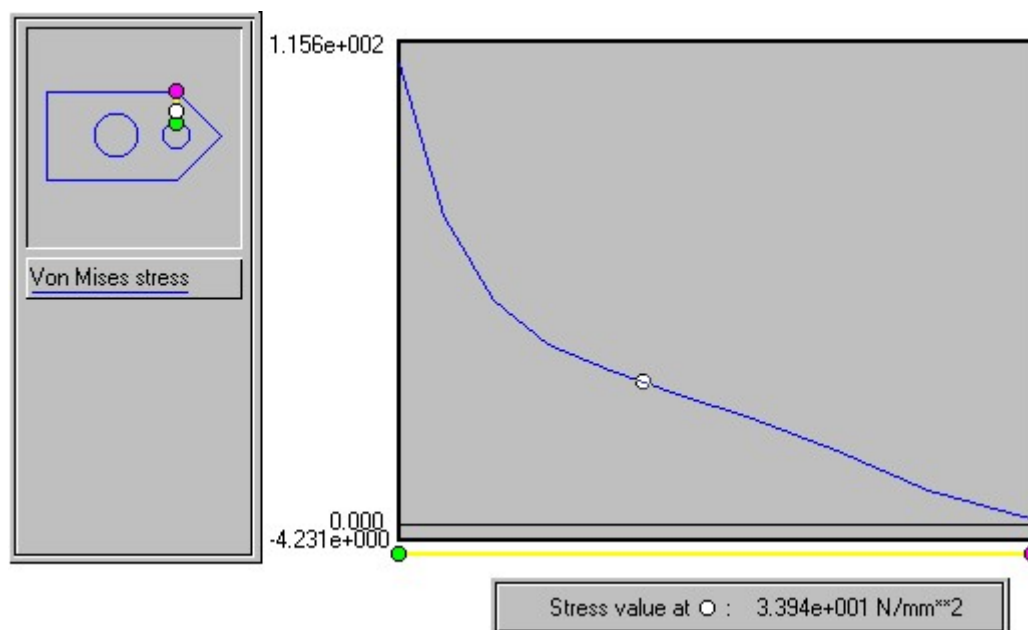 1.156e+002
Von Mises stress
0.000
-4.231e+000
Stress value at O : 3.394e+001 N/mm**2